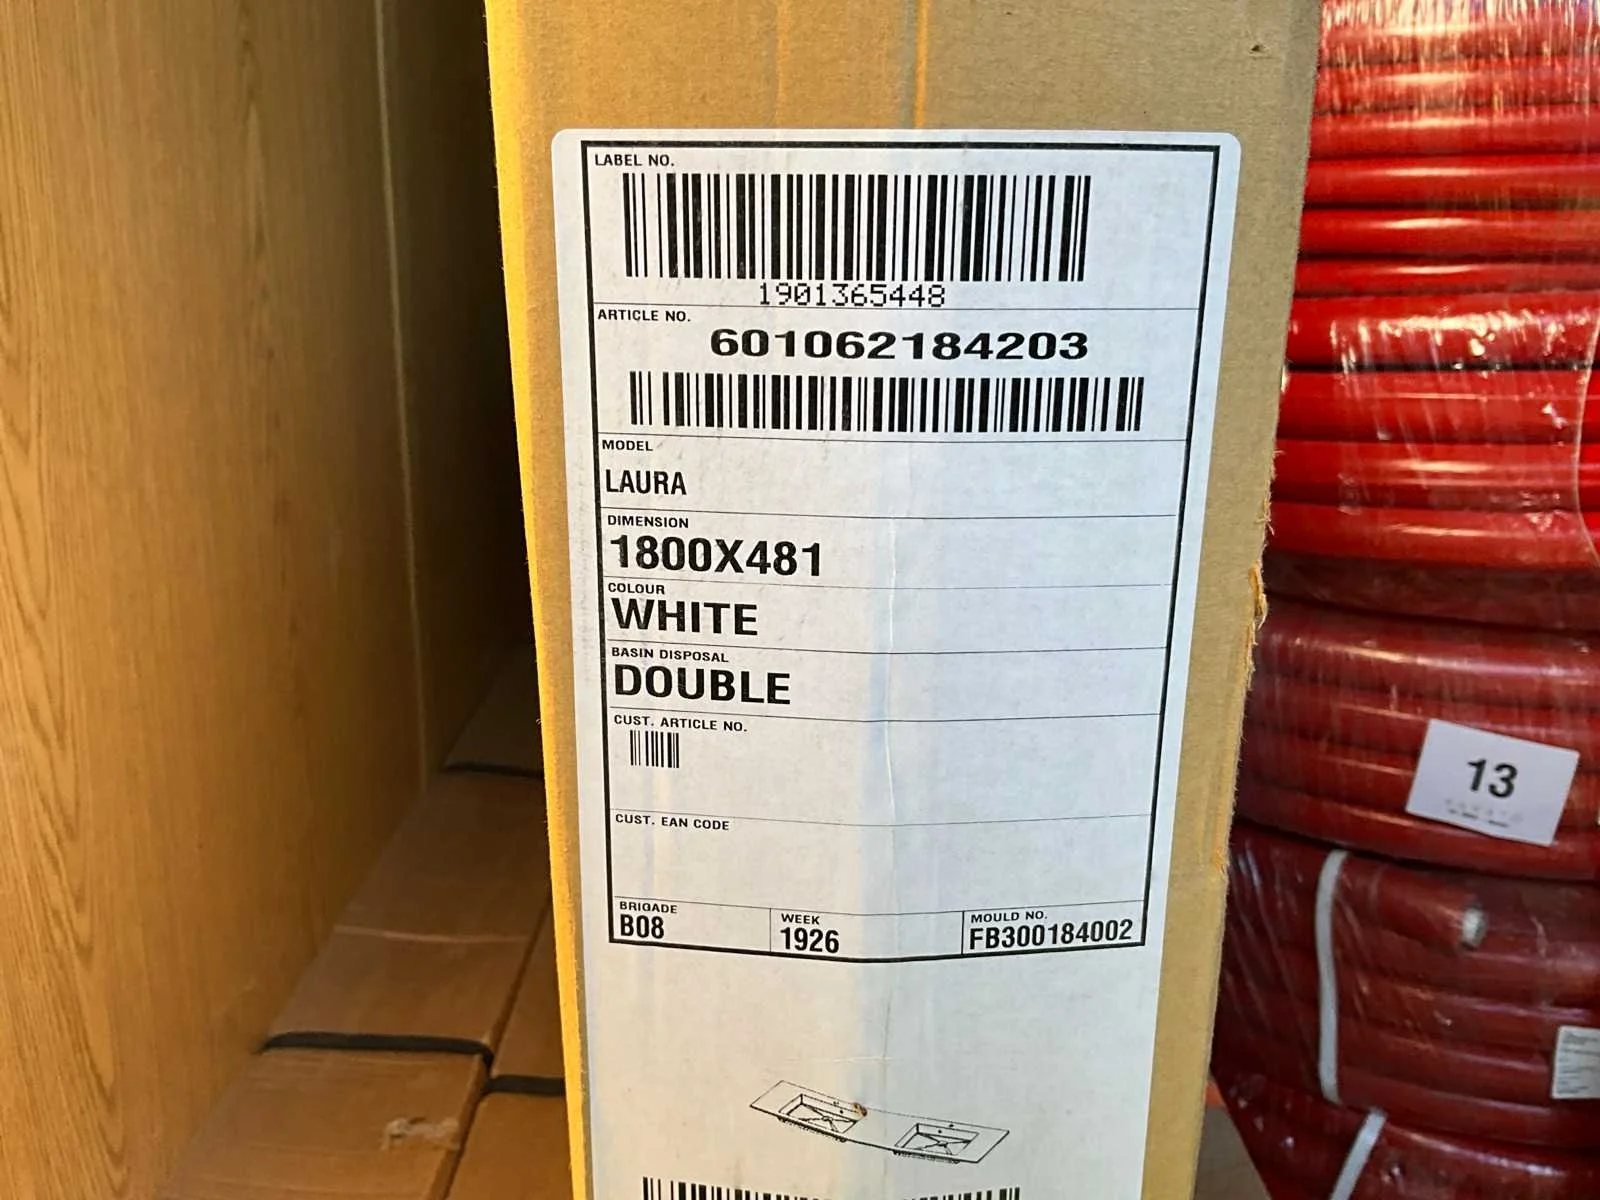 LABEL NO.
1901365448
ARTICLE NO.
601062184203
MODEL
LAURA
DIMENSION
1800X481
COLOUR
WHITE
BASIN DISPOSAL
DOUBLE
CUST. ARTICLE NO.
CUST. EAN CODE
BRIGADE
B08
WEEK
1926
MOULD NO.
FB300184002
13